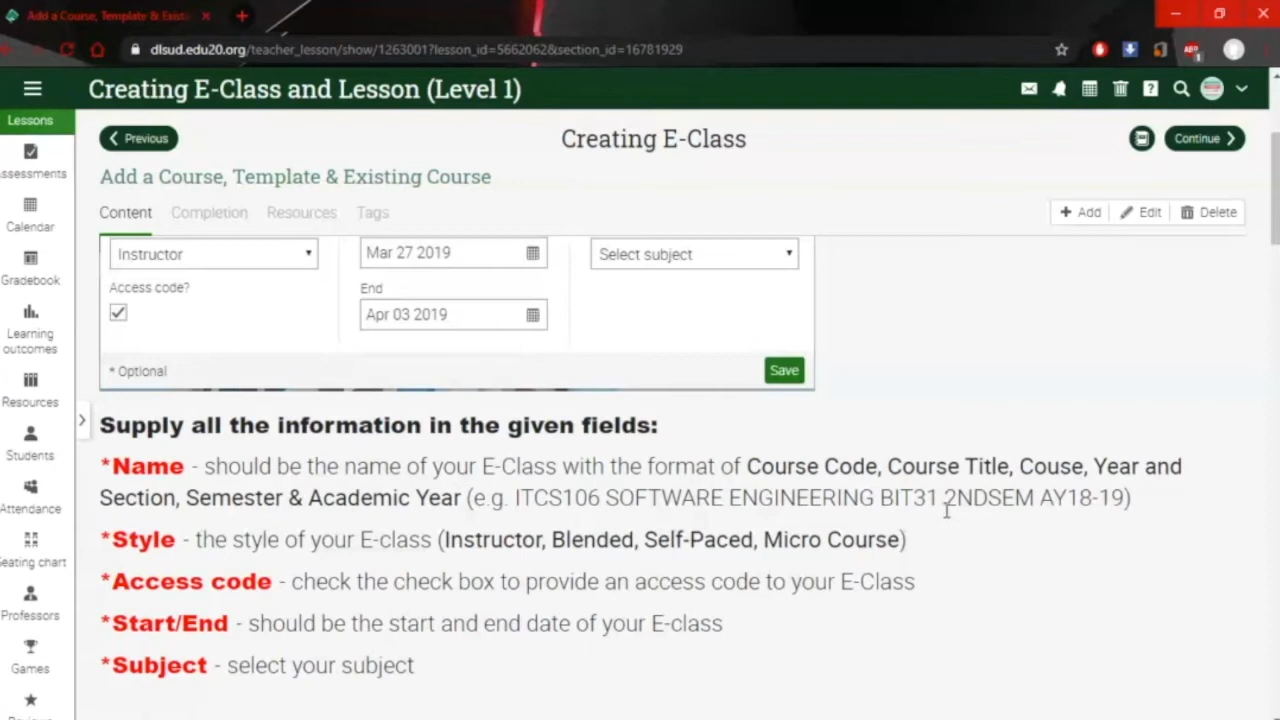 Add a Course, Template & Exist
dlsud.edu20.org/teacher_lesson/show/1263001?lesson_id=5662062&section_id=16781929
ABP
1
Creating E-Class and Lesson (Level 1)
Lessons
Previous
Creating E-Class
Continue
Add a Course, Template & Existing Course
ssessments
Content Completion Resources Tags
Add Edit Delete
Calendar
Instructor
Mar 27 2019
Select subject
Gradebook
Access code?
End
Apr 03 2019
Learning
outcomes
* Optional
Save
Resources
Supply all the information in the given fields:
Students
*Name - should be the name of your E-Class with the format of Course Code, Course Title, Couse, Year and
Section, Semester & Academic Year (e.g. ITCS106 SOFTWARE ENGINEERING BIT31 2NDSEM AY18-19)
Attendance
*Style - the style of your E-class (Instructor, Blended, Self-Paced, Micro Course)
eating chart
*Access code - check the check box to provide an access code to your E-Class
Professors
*Start/End - should be the start and end date of your E-class
*Subject - select your subject
Games